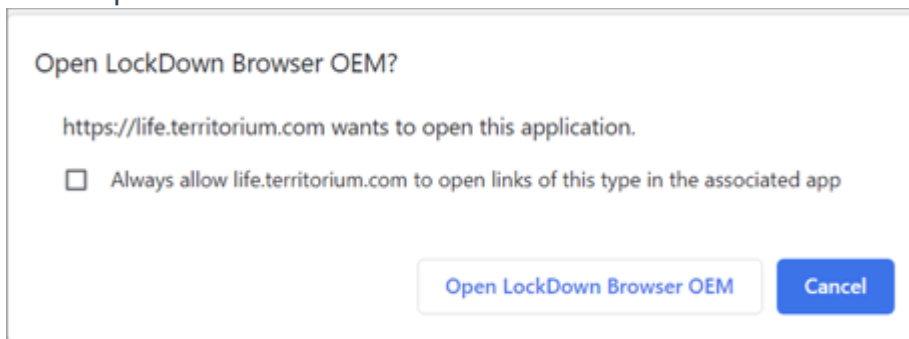 Open LockDown Browser OEM?
https://life.territorium.com wants to open this application.
Always allow life.territorium.com to open links of this type in the associated app
Open LockDown Browser OEM
Cancel